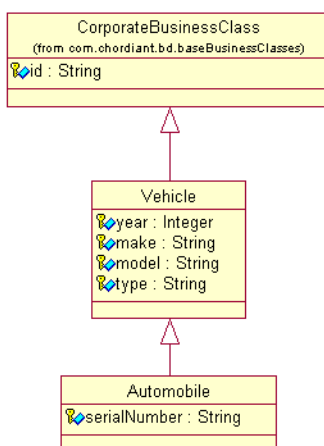 CorporateBusinessClass
(from com.chordiant.bd.baseBusinessClasses)
id : String
Vehicle
year : Integer
make : String
model : String
type : String
Automobile
serialNumber : String